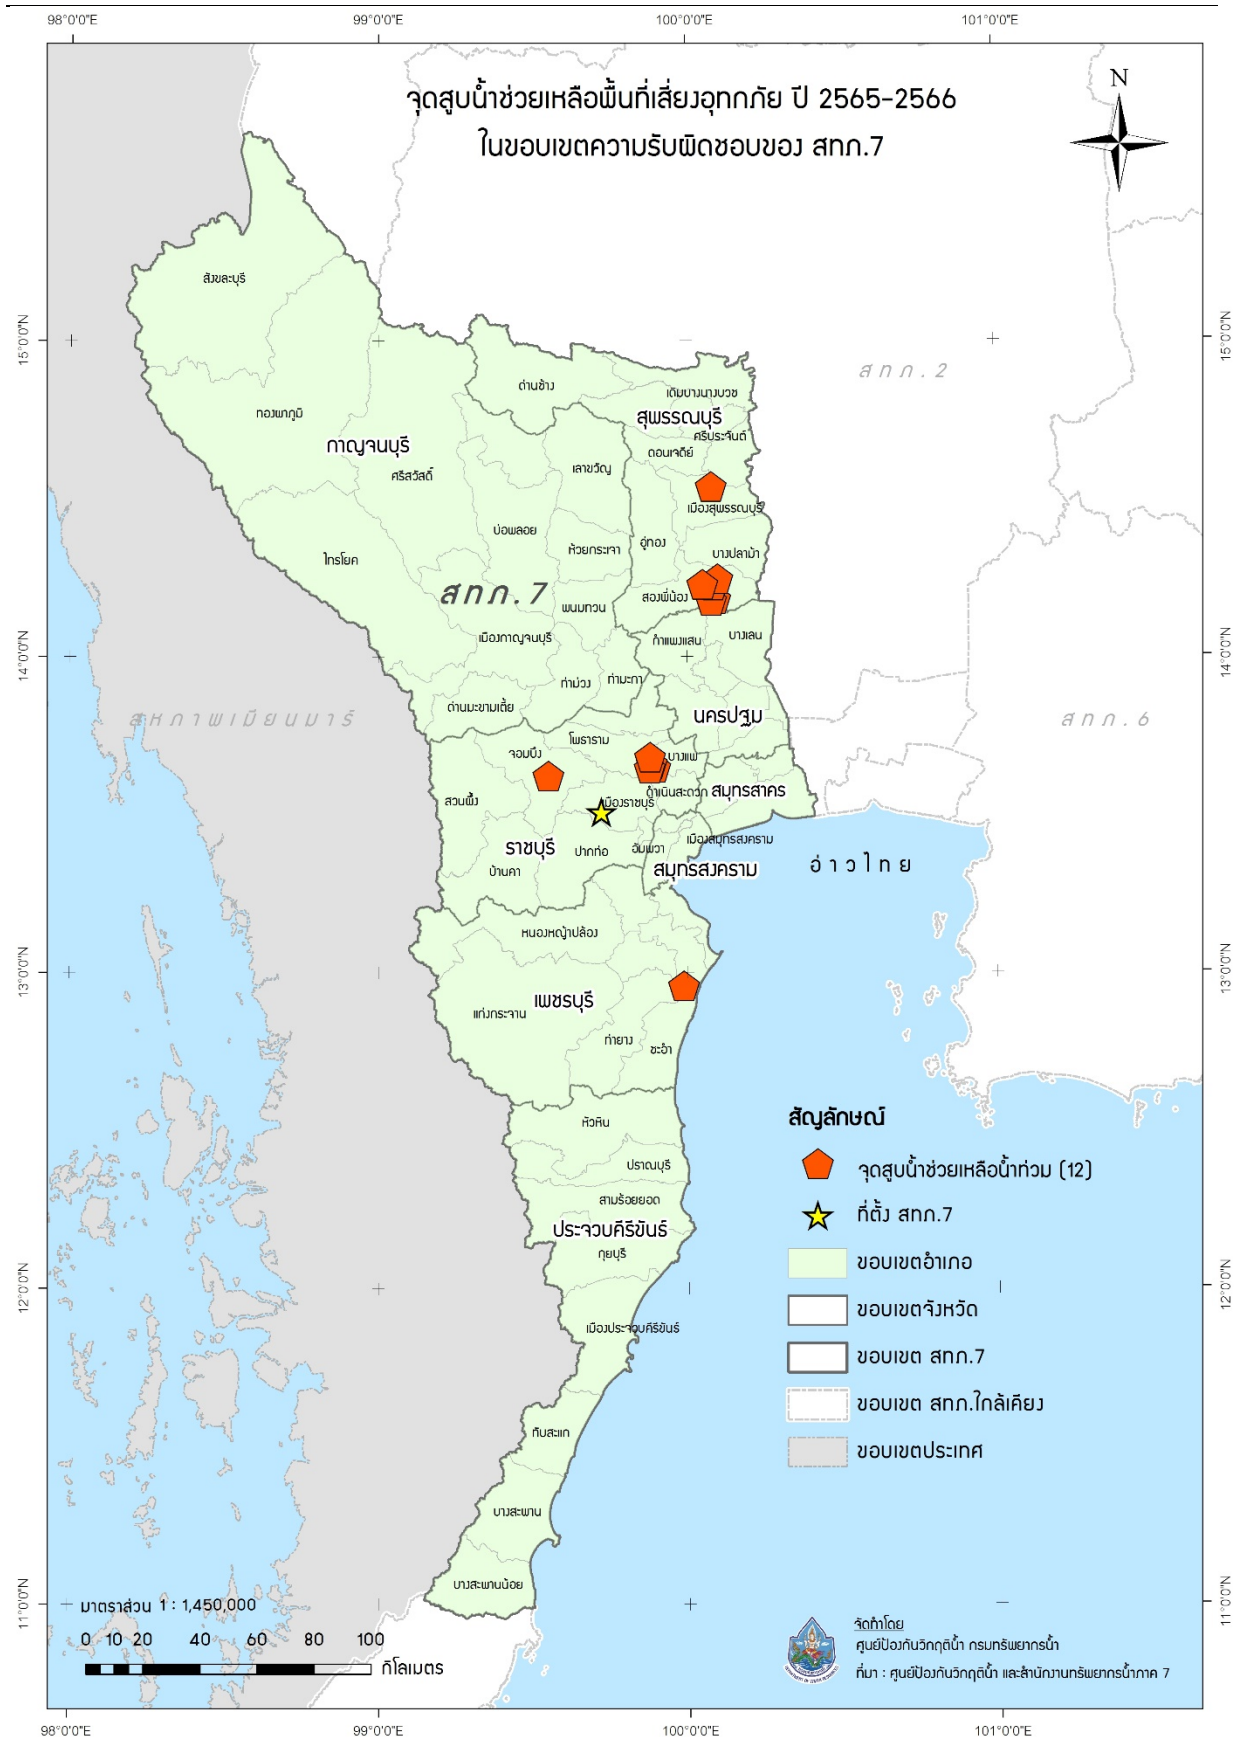 98°0'0"E 99°0'0"E 100°0'0"E 101°0'0"E
จุดสูบน้ำช่วยเหลือพื้นที่เสี่ยงอุทกภัย ปี 2565-2566
ในขอบเขตความรับผิดชอบของ สทภ.7
N
สังขละบุรี
15°0'0"N 15°0'0"N
สทภ.2
ด่านช้าง
เดิมบางนางบวช
ทองผาภูมิ
สุพรรณบุรี
ศรีประจันต์
กาญจนบุรี
ดอนเจดีย์
เลาขวัญ
ศรีสวัสดิ์
เมืองสุพรรณบุรี
บ่อพลอย
อู่ทอง
ห้วยกระเจา
บางปลาม้า
ไทรโยค
สทภ.7
สองพี่น้อง
พนมทวน
เมืองกาญจนบุรี
กำแพงแสน
บางเลน
14°0'0"N 14°0'0"N
ท่าม่วง
ท่ามะกา
ด่านมะขามเตี้ย
นครปฐม
สหภาพเมียนมาร์
สทภ.6
โพธาราม
จอมบึง
บางแพ
ดำเนินสะดวก
สมุทรสาคร
สวนผึ้ง
เมืองราชบุรี
เมืองสมุทรสงคราม
ราชบุรี
ปากท่อ
อัมพวา
บ้านคา
สมุทรสงคราม
อ่าวไทย
หนองหญ้าปล้อง
13°0'0"N 13°0'0"N
เพชรบุรี
แก่งกระจาน
ท่ายาง
ชะอำ
หัวหิน
ปราณบุรี
สามร้อยยอด
ประจวบคีรีขันธ์
กุยบุรี
12°0'0"N 12°0'0"N
เมืองประจวบคีรีขันธ์
ทับสะแก
บางสะพาน
บางสะพานน้อย
11°0'0"N 11°0'0"N
สัญลักษณ์
จุดสูบน้ำช่วยเหลือน้ำท่วม (12)
ที่ตั้ง สทภ.7
ขอบเขตอำเภอ
ขอบเขตจังหวัด
ขอบเขต สทภ.7
ขอบเขต สทภ.ใกล้เคียง
ขอบเขตประเทศ
มาตราส่วน 1 : 1,450,000
0 10 20 40 60 80 100
กิโลเมตร
จัดทำโดย
ศูนย์ป้องกันวิกฤติน้ำ กรมทรัพยากรน้ำ
ที่มา : ศูนย์ป้องกันวิกฤติน้ำ และสำนักงานทรัพยากรน้ำภาค 7
98°0'0"E 99°0'0"E 100°0'0"E 101°0'0"E